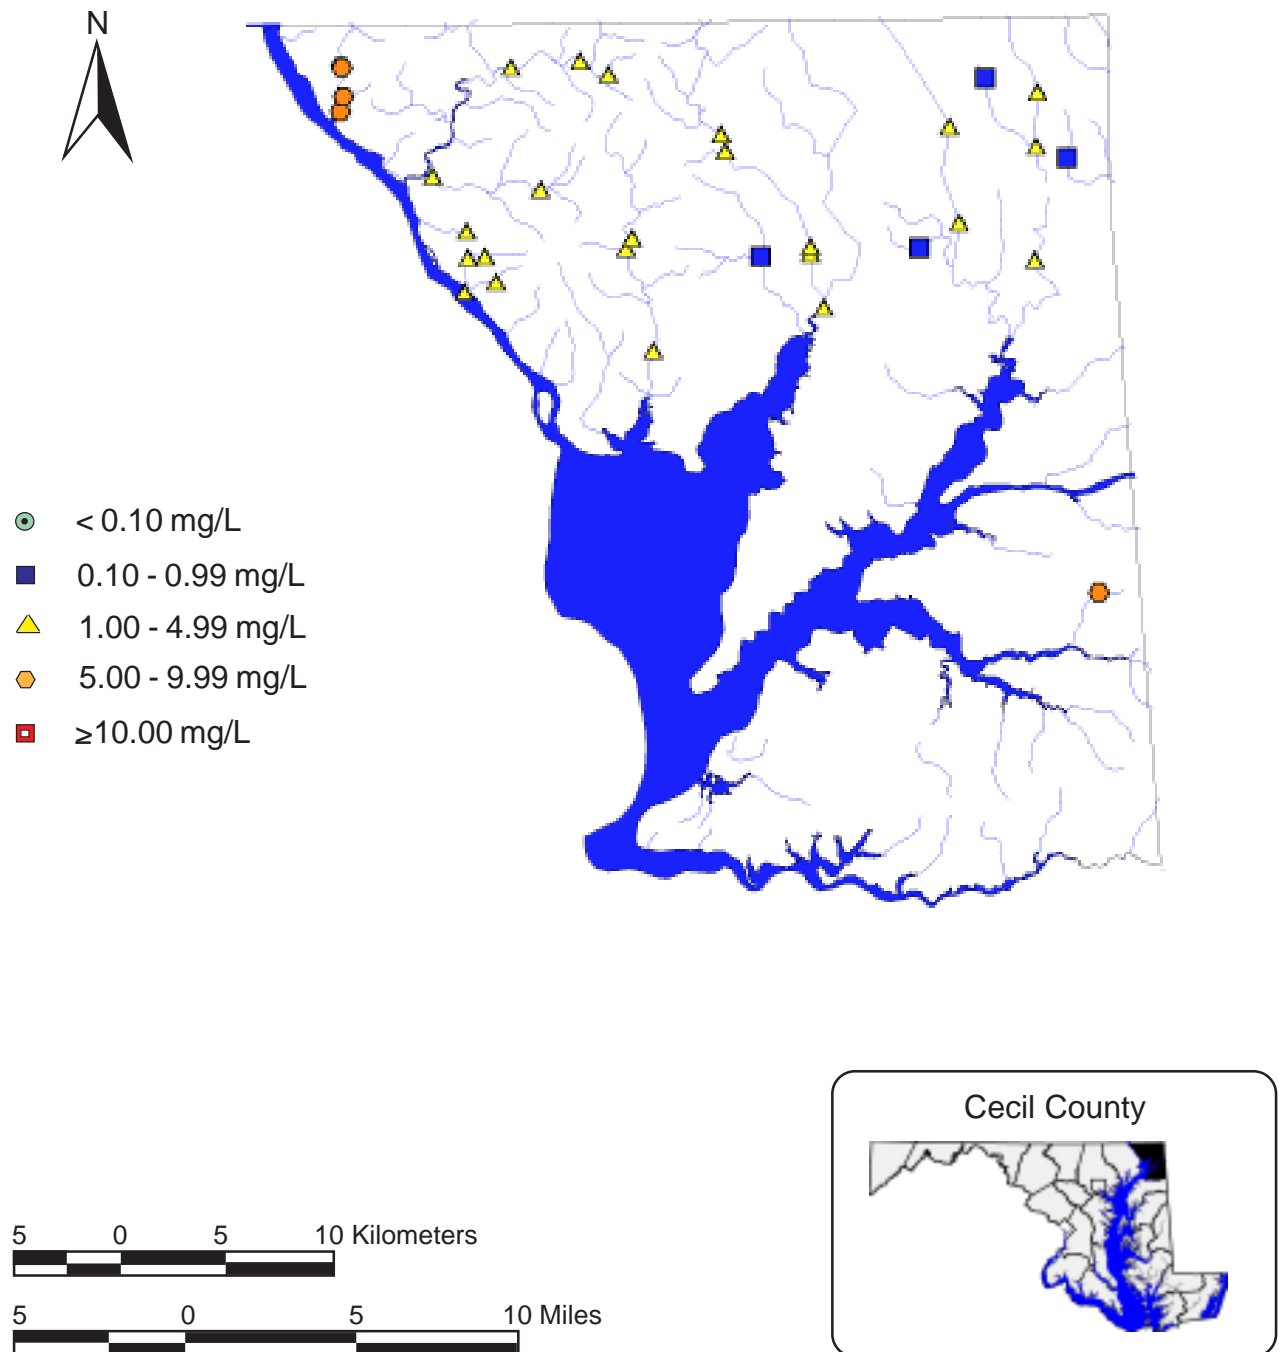 N
< 0.10 mg/L
0.10 - 0.99 mg/L
1.00 - 4.99 mg/L
5.00 - 9.99 mg/L
≥10.00 mg/L
Cecil County
5 0 5 10 Kilometers
5 0 5 10 Miles